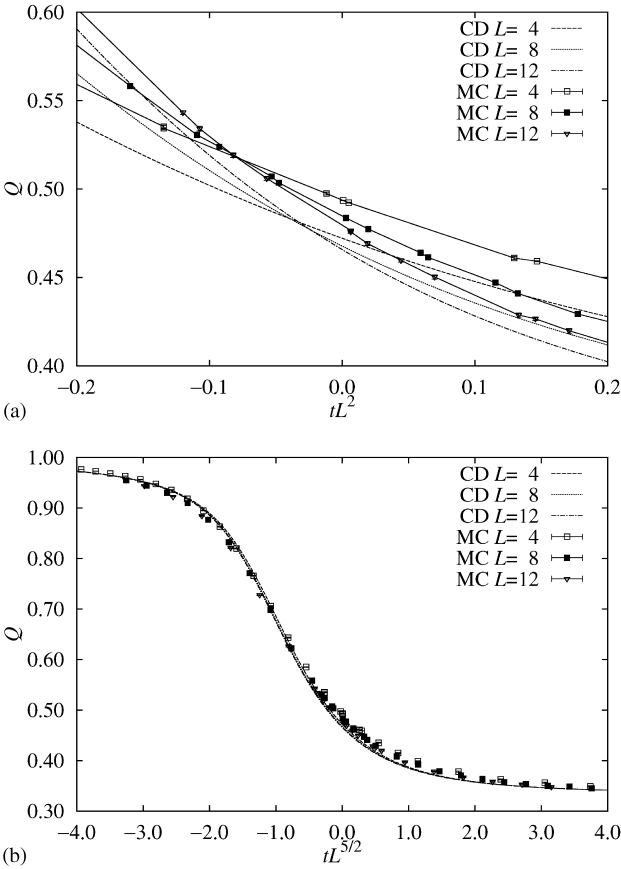 0.60
0.55
0.50
0.45
0.40
Q
CD L= 4
CD L= 8
CD L=12
MC L= 4
MC L= 8
MC L=12
−0.2 −0.1 0.0 0.1 0.2
(a) tL²
1.00
0.90
0.80
0.70
0.60
0.50
0.40
0.30
Q
CD L= 4
CD L= 8
CD L=12
MC L= 4
MC L= 8
MC L=12
−4.0 −3.0 −2.0 −1.0 0.0 1.0 2.0 3.0 4.0
(b) tL^5/2